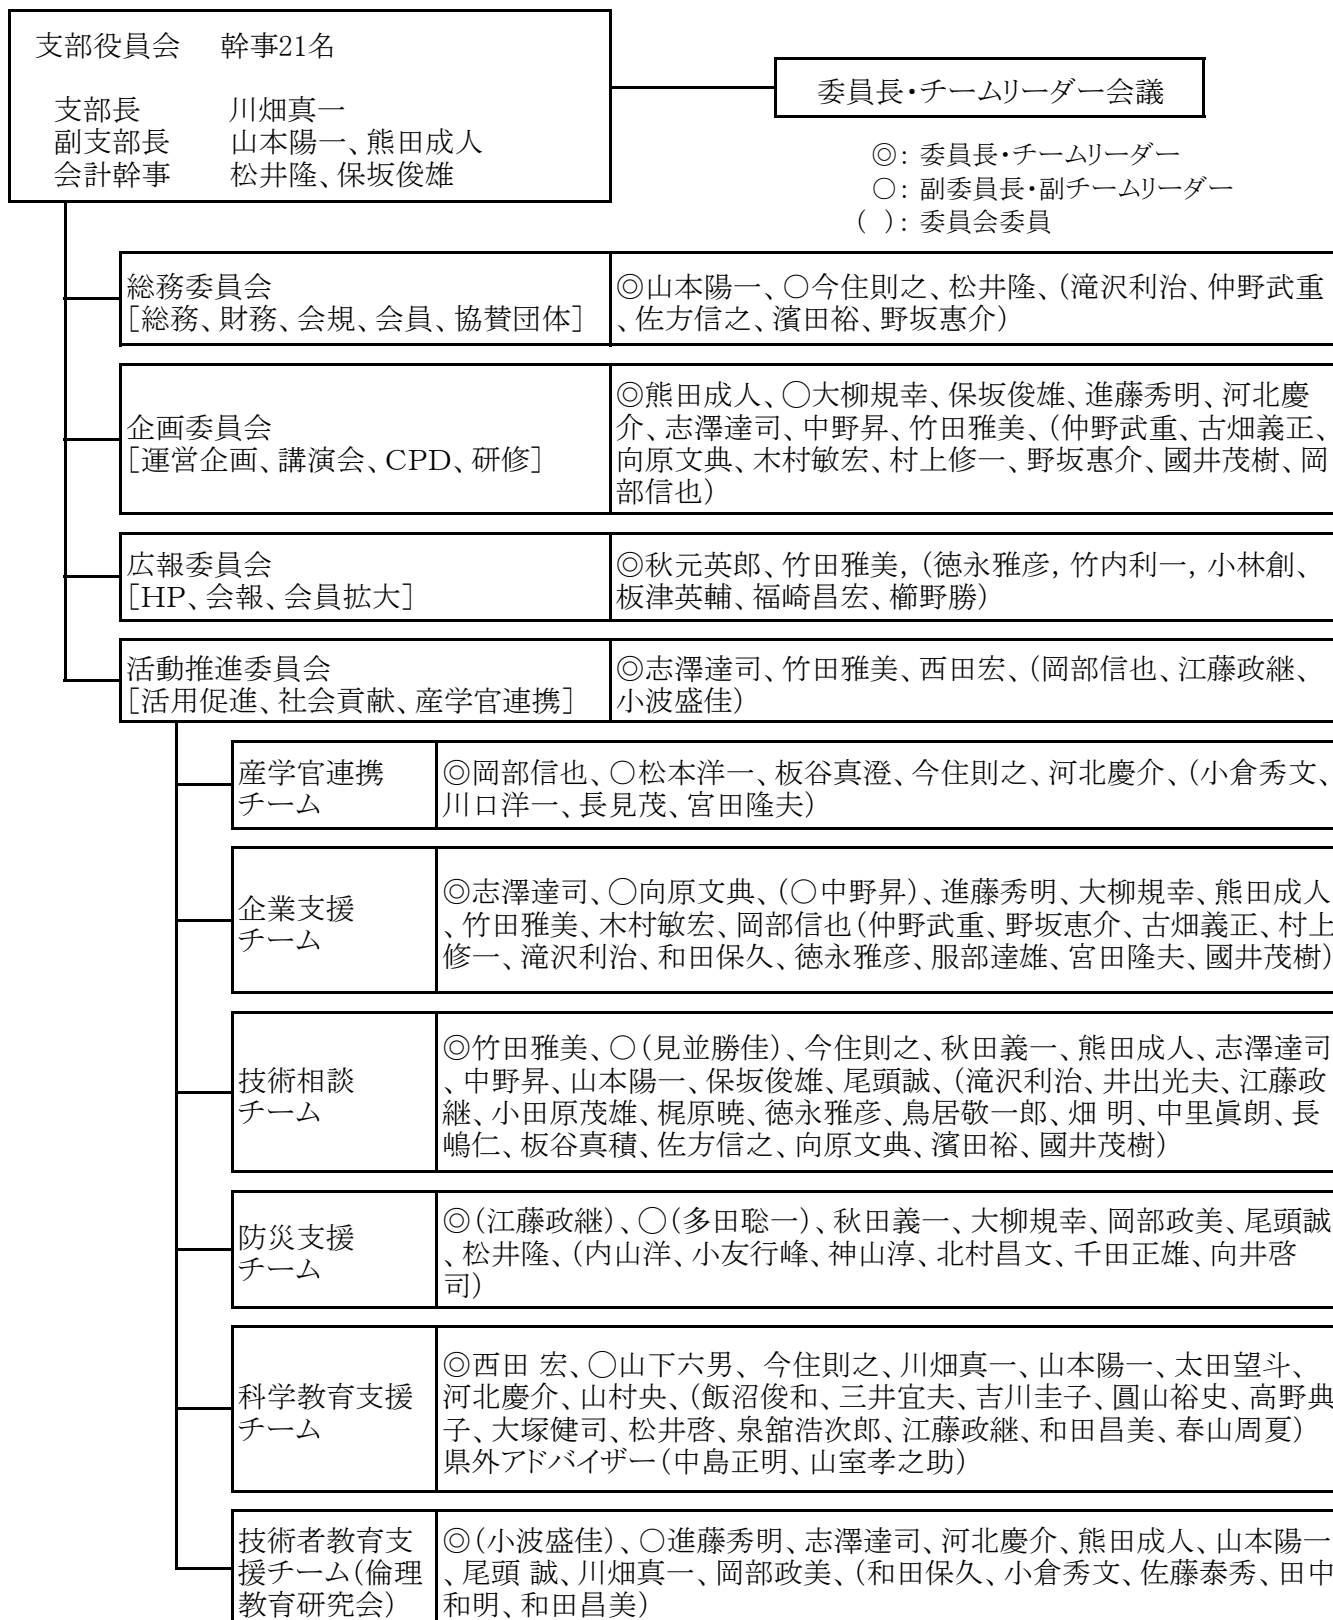 支部役員会　幹事21名
支部長　川畑真一
副支部長　山本陽一、熊田成人
会計幹事　松井隆、保坂俊雄
委員長・チームリーダー会議
◎：委員長・チームリーダー
○：副委員長・副チームリーダー
（　）：委員会委員
総務委員会
[総務、財務、会規、会員、協賛団体]
◎山本陽一、○今住則之、松井隆、（滝沢利治、仲野武重
、佐方信之、濱田裕、野坂惠介）
企画委員会
[運営企画、講演会、CPD、研修]
◎熊田成人、○大柳規幸、保坂俊雄、進藤秀明、河北慶
介、志澤達司、中野昇、竹田雅美、（仲野武重、古畑義正、
向原文典、木村敏宏、村上修一、野坂惠介、國井茂樹、岡
部信也）
広報委員会
[HP、会報、会員拡大]
◎秋元英郎、竹田雅美，（徳永雅彦，竹内利一，小林創、
板津英輔、福崎昌宏、櫛野勝）
活動推進委員会
[活用促進、社会貢献、産学官連携]
◎志澤達司、竹田雅美、西田宏、（岡部信也、江藤政継、
小波盛佳）
産学官連携
チーム
◎岡部信也、○松本洋一、板谷真澄、今住則之、河北慶介、（小倉秀文、
川口洋一、長見茂、宮田隆夫）
企業支援
チーム
◎志澤達司、○向原文典、（○中野昇）、進藤秀明、大柳規幸、熊田成人
、竹田雅美、木村敏宏、岡部信也（仲野武重、野坂恵介、古畑義正、村上
修一、滝沢利治、和田保久、徳永雅彦、服部達雄、宮田隆夫、國井茂樹）
技術相談
チーム
◎竹田雅美、○（見並勝佳）、今住則之、秋田義一、熊田成人、志澤達司
、中野昇、山本陽一、保坂俊雄、尾頭誠、（滝沢利治、井出光夫、江藤政
継、小田原茂雄、梶原暁、徳永雅彦、鳥居敬一郎、畑 明、中里眞朗、長
嶋仁、板谷真積、佐方信之、向原文典、濱田裕、國井茂樹）
防災支援
チーム
◎（江藤政継）、○（多田聡一）、秋田義一、大柳規幸、岡部政美、尾頭誠
、松井隆、（内山洋、小友行峰、神山淳、北村昌文、千田正雄、向井啓
司）
科学教育支援
チーム
◎西田 宏、○山下六男、 今住則之、川畑真一、山本陽一、太田望斗、
河北慶介、山村央、（飯沼俊和、三井宜夫、吉川圭子、圓山裕史、高野典
子、大塚健司、松井啓、泉舘浩次郎、江藤政継、和田昌美、春山周夏）
県外アドバイザー（中島正明、山室孝之助）
技術者教育支
援チーム(倫理
教育研究会）
◎（小波盛佳）、○進藤秀明、志澤達司、河北慶介、熊田成人、山本陽一
、尾頭 誠、川畑真一、岡部政美、（和田保久、小倉秀文、佐藤泰秀、田中
和明、和田昌美）